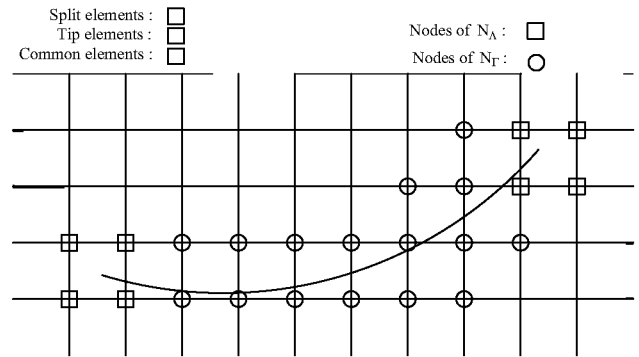 Split elements :
Tip elements :
Common elements :
Nodes of N_Λ :
Nodes of N_Γ :